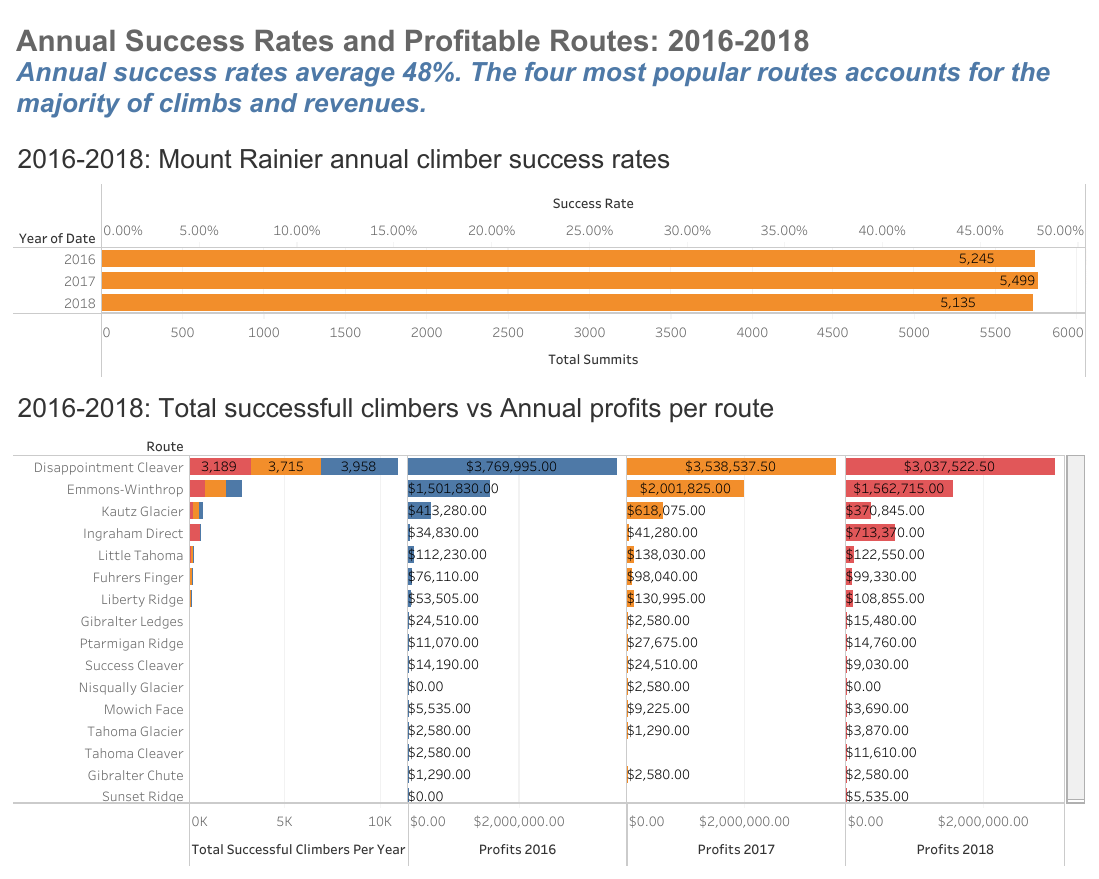 Annual Success Rates and Profitable Routes: 2016-2018
Annual success rates average 48%. The four most popular routes accounts for the
majority of climbs and revenues.
2016-2018: Mount Rainier annual climber success rates
Success Rate
Year of Date 0.00% 5.00% 10.00% 15.00% 20.00% 25.00% 30.00% 35.00% 40.00% 45.00% 50.00%
2016 5,245
2017 5,499
2018 5,135
0 500 1000 1500 2000 2500 3000 3500 4000 4500 5000 5500 6000
Total Summits
2016-2018: Total successfull climbers vs Annual profits per route
Route
Disappointment Cleaver 3,189 3,715 3,958 $3,769,995.00 $3,538,537.50 $3,037,522.50
Emmons-Winthrop $1,501,830.00 $2,001,825.00 $1,562,715.00
Kautz Glacier $413,280.00 $618,075.00 $370,845.00
Ingraham Direct $34,830.00 $41,280.00 $713,370.00
Little Tahoma $112,230.00 $138,030.00 $122,550.00
Fuhrers Finger $76,110.00 $98,040.00 $99,330.00
Liberty Ridge $53,505.00 $130,995.00 $108,855.00
Gibralter Ledges $24,510.00 $2,580.00 $15,480.00
Ptarmigan Ridge $11,070.00 $27,675.00 $14,760.00
Success Cleaver $14,190.00 $24,510.00 $9,030.00
Nisqually Glacier $0.00 $2,580.00 $0.00
Mowich Face $5,535.00 $9,225.00 $3,690.00
Tahoma Glacier $2,580.00 $1,290.00 $3,870.00
Tahoma Cleaver $2,580.00 $11,610.00
Gibralter Chute $1,290.00 $2,580.00 $2,580.00
Sunset Ridge $0.00 $5,535.00
0K 5K 10K $0.00 $2,000,000.00 $0.00 $2,000,000.00 $0.00 $2,000,000.00
Total Successful Climbers Per Year Profits 2016 Profits 2017 Profits 2018